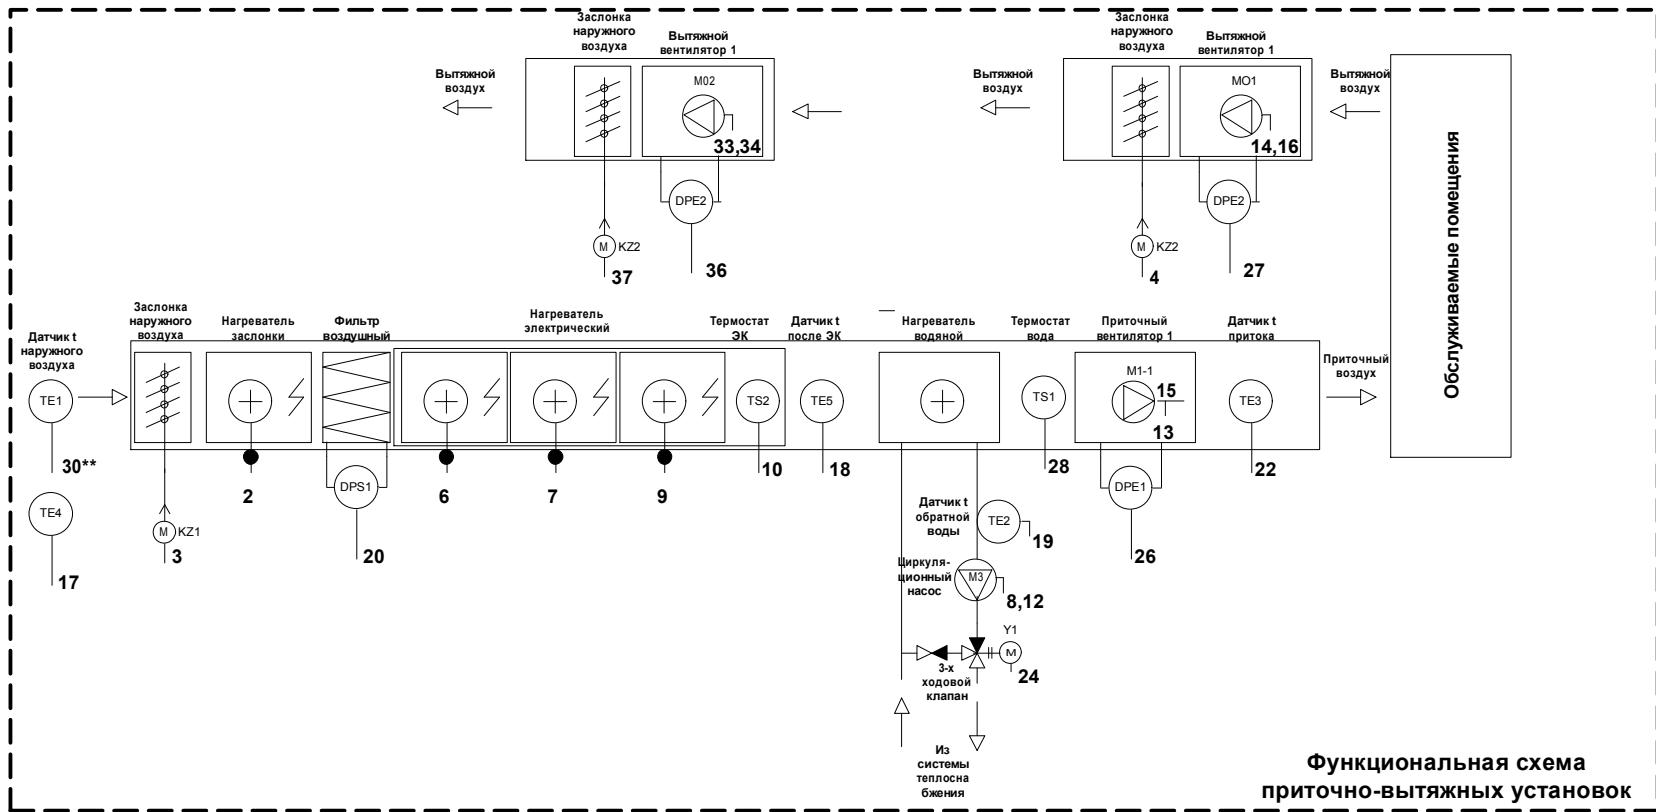 Заслонка
наружного
воздуха
Вытяжной
вентилятор 1
Вытяжной
воздух
M02
33,34
DPE2
M
KZ2
37
36
Заслонка
наружного
воздуха
Вытяжной
вентилятор 1
Вытяжной
воздух
MO1
14,16
Вытяжной
воздух
DPE2
M
KZ2
4
27
Обслуживаемые помещения
Датчик t
наружного
воздуха
TE1
30**
TE4
17
Заслонка
наружного
воздуха
M
KZ1
3
Нагреватель
заслонки
2
Фильтр
воздушный
DPS1
20
Нагреватель
электрический
6
7
9
Термостат
ЭК
TS2
10
Датчик t
после ЭК
TE5
18
Нагреватель
водяной
Термостат
вода
TS1
28
Приточный
вентилятор 1
M1-1
15
13
DPE1
26
Датчик t
притока
TE3
22
Приточный
воздух
Датчик t
обратной
воды
TE2
19
Циркуля-
ционный
насос
M3
8,12
Y1
M
24
3-х
ходовой
клапан
Из
системы
теплосна
бжения
Функциональная схема
приточно-вытяжных установок